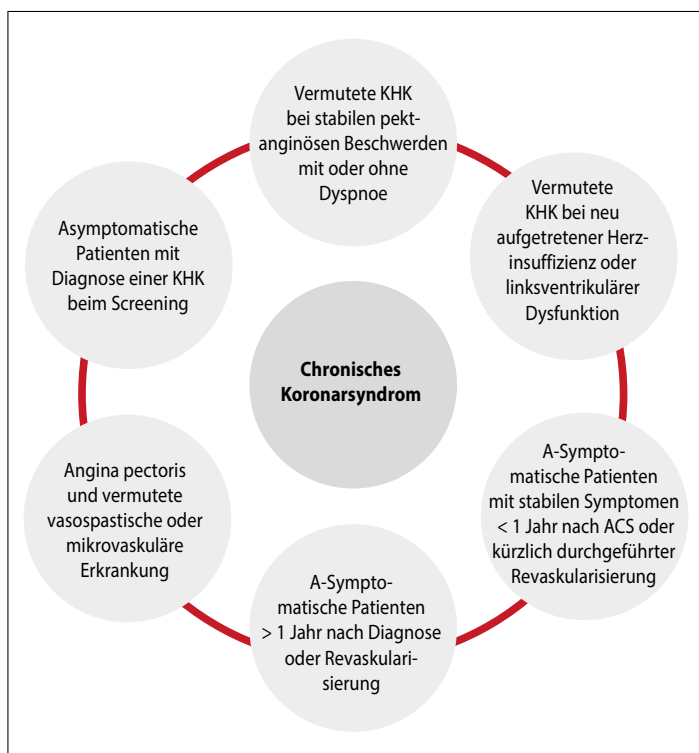 Vermutete KHK
bei stabilen pekt-
anginösen Beschwerden
mit oder ohne
Dyspnoe
Vermutete
KHK bei neu
aufgetretener Herz-
insuffizienz oder
linksventrikulärer
Dysfunktion
A-Sympto-
matische Patienten
mit stabilen Symptomen
< 1 Jahr nach ACS oder
kürzlich durchgeführter
Revaskularisierung
A-Sympto-
matische Patienten
> 1 Jahr nach Diagnose
oder Revaskulari-
sierung
Angina pectoris
und vermutete
vasospastische oder
mikrovaskuläre
Erkrankung
Asymptomatische
Patienten mit
Diagnose einer KHK
beim Screening
Chronisches
Koronarsyndrom